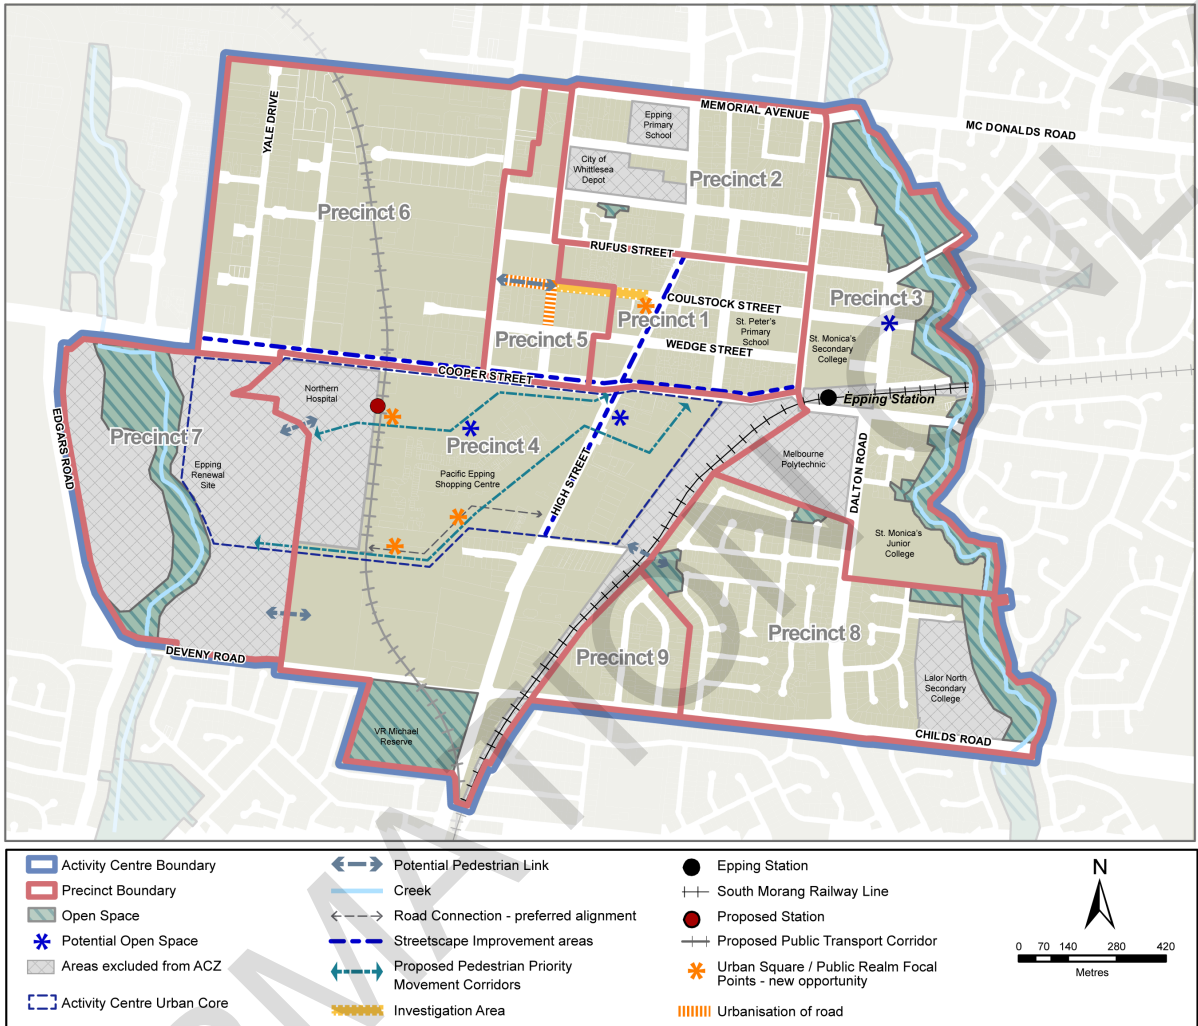 MEMORIAL AVENUE
MC DONALDS ROAD
YALE DRIVE
Epping
Primary
School
City of
Whittlesea
Depot
Precinct 2
Precinct 6
RUFUS STREET
Precinct 3
COULSTOCK STREET
Precinct 1
St. Peter's
Primary
School
Precinct 5
WEDGE STREET
St. Monica's
Secondary
College
COOPER STREET
Northern
Hospital
Epping Station
EDGARS ROAD
Precinct 7
Precinct 4
Epping
Renewal
Site
Pacific Epping
Shopping Centre
HIGH STREET
Melbourne
Polytechnic
DALTON ROAD
St. Monica's
Junior
College
Precinct 8
Precinct 9
DEVENY ROAD
Lalor North
Secondary
College
VR Michael
Reserve
CHILDS ROAD
Activity Centre Boundary
Precinct Boundary
Open Space
Potential Open Space
Areas excluded from ACZ
Activity Centre Urban Core
Potential Pedestrian Link
Creek
Road Connection - preferred alignment
Streetscape Improvement areas
Proposed Pedestrian Priority
Movement Corridors
Investigation Area
Epping Station
South Morang Railway Line
Proposed Station
Proposed Public Transport Corridor
Urban Square / Public Realm Focal
Points - new opportunity
Urbanisation of road
N
0 70 140 280 420
Metres